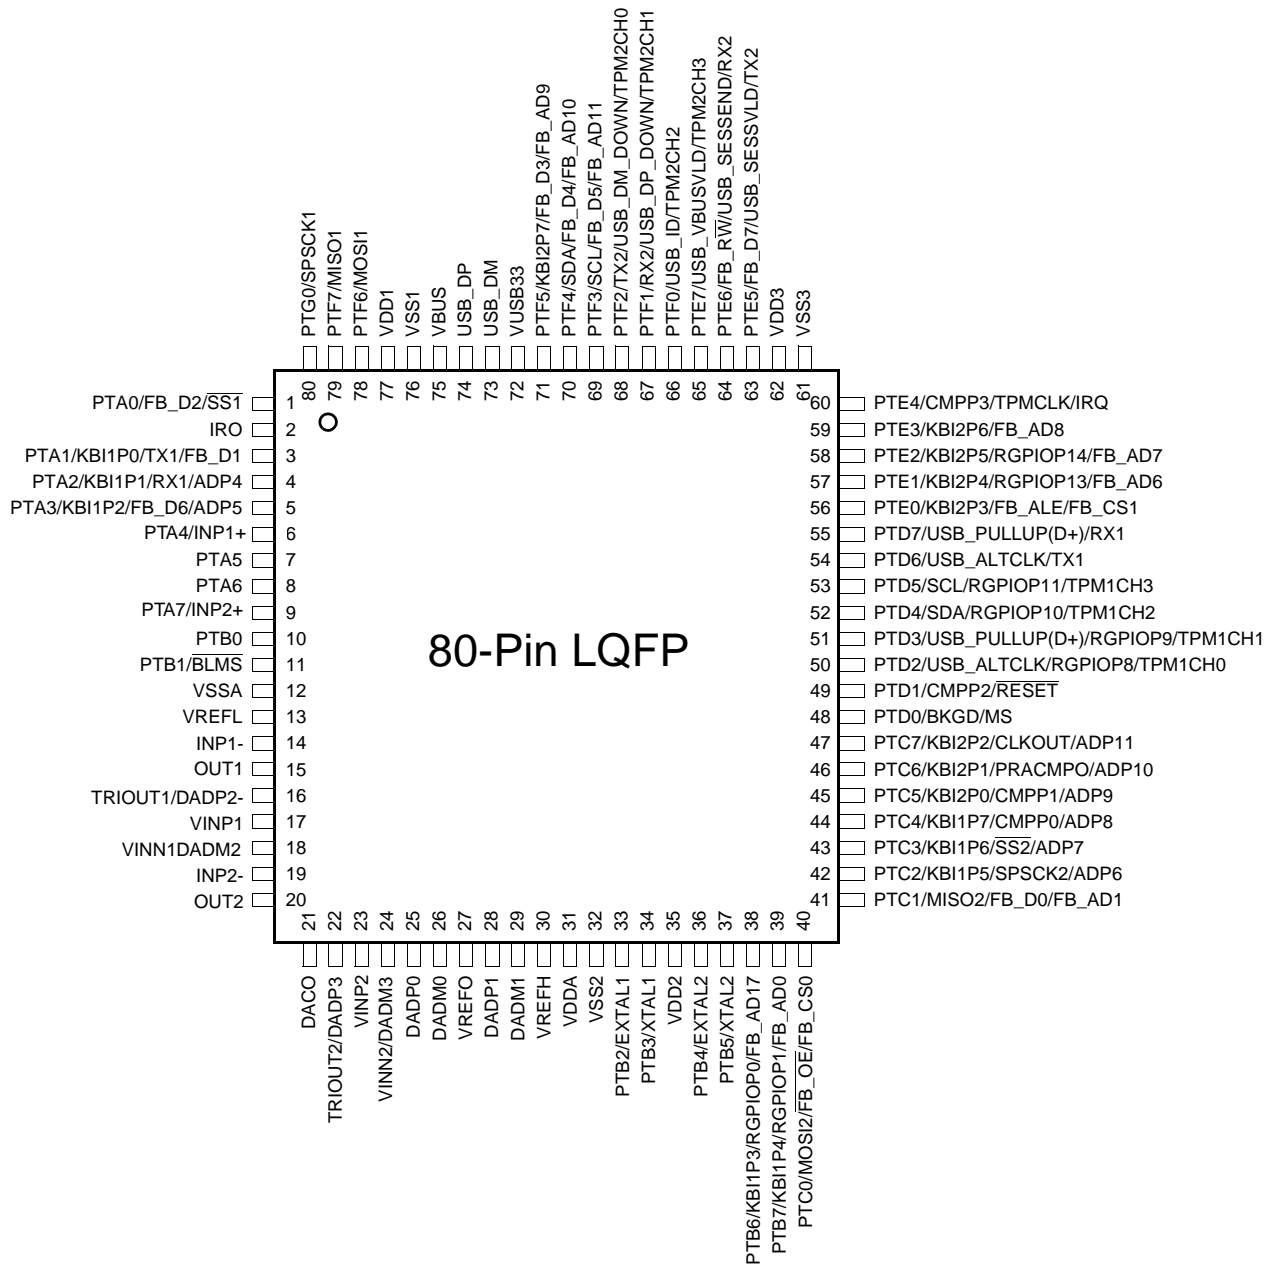 PTG0/SPSCK1
PTF7/MISO1
PTF6/MOSI1
VDD1
VSS1
VBUS
USB_DP
USB_DM
VUSB33
PTF5/KBI2P7/FB_D3/FB_AD9
PTF4/SDA/FB_D4/FB_AD10
PTF3/SCL/FB_D5/FB_AD11
PTF2/TX2/USB_DM_DOWN/TPM2CH0
PTF1/RX2/USB_DP_DOWN/TPM2CH1
PTF0/USB_ID/TPM2CH2
PTE7/USB_VBUSVLD/TPM2CH3
PTE6/FB_RW/USB_SESSEND/RX2
PTE5/FB_D7/USB_SESSVLD/TX2
VDD3
VSS3
80
79
78
77
76
75
74
73
72
71
70
69
68
67
66
65
64
63
62
61
PTA0/FB_D2/SS1 1
IRO 2
PTA1/KBI1P0/TX1/FB_D1 3
PTA2/KBI1P1/RX1/ADP4 4
PTA3/KBI1P2/FB_D6/ADP5 5
PTA4/INP1+ 6
PTA5 7
PTA6 8
PTA7/INP2+ 9
PTB0 10
PTB1/BLMS 11
VSSA 12
VREFL 13
INP1- 14
OUT1 15
TRIOUT1/DADP2- 16
VINP1 17
VINN1DADM2 18
INP2- 19
OUT2 20
80-Pin LQFP
60 PTE4/CMPP3/TPMCLK/IRQ
59 PTE3/KBI2P6/FB_AD8
58 PTE2/KBI2P5/RGPIOP14/FB_AD7
57 PTE1/KBI2P4/RGPIOP13/FB_AD6
56 PTE0/KBI2P3/FB_ALE/FB_CS1
55 PTD7/USB_PULLUP(D+)/RX1
54 PTD6/USB_ALTCLK/TX1
53 PTD5/SCL/RGPIOP11/TPM1CH3
52 PTD4/SDA/RGPIOP10/TPM1CH2
51 PTD3/USB_PULLUP(D+)/RGPIOP9/TPM1CH1
50 PTD2/USB_ALTCLK/RGPIOP8/TPM1CH0
49 PTD1/CMPP2/RESET
48 PTD0/BKGD/MS
47 PTC7/KBI2P2/CLKOUT/ADP11
46 PTC6/KBI2P1/PRACMPO/ADP10
45 PTC5/KBI2P0/CMPP1/ADP9
44 PTC4/KBI1P7/CMPP0/ADP8
43 PTC3/KBI1P6/SS2/ADP7
42 PTC2/KBI1P5/SPSCK2/ADP6
41 PTC1/MISO2/FB_D0/FB_AD1
21
22
23
24
25
26
27
28
29
30
31
32
33
34
35
36
37
38
39
40
DACO
TRIOUT2/DADP3
VINP2
VINN2/DADM3
DADP0
DADM0
VREFO
DADP1
DADM1
VREFH
VDDA
VSS2
PTB2/EXTAL1
PTB3/XTAL1
VDD2
PTB4/EXTAL2
PTB5/XTAL2
PTB6/KBI1P3/RGPIOP0/FB_AD17
PTB7/KBI1P4/RGPIOP1/FB_AD0
PTC0/MOSI2/FB_OE/FB_CS0